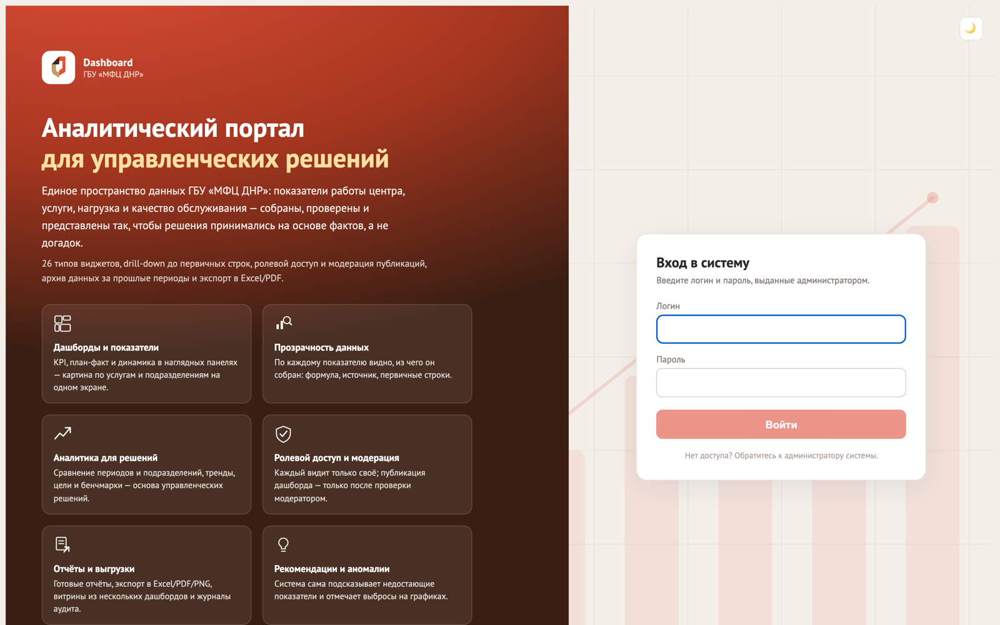 Dashboard
ГБУ «МФЦ ДНР»
Аналитический портал
для управленческих решений
Единое пространство данных ГБУ «МФЦ ДНР»: показатели работы центра,
услуги, нагрузка и качество обслуживания — собраны, проверены и
представлены так, чтобы решения принимались на основе фактов, а не
догадок.
26 типов виджетов, drill-down до первичных строк, ролевой доступ и модерация публикаций,
архив данных за прошлые периоды и экспорт в Excel/PDF.
Дашборды и показатели
KPI, план-факт и динамика в наглядных панелях
— картина по услугам и подразделениям на
одном экране.
Прозрачность данных
По каждому показателю видно, из чего он
собран: формула, источник, первичные строки.
Аналитика для решений
Сравнение периодов и подразделений, тренды,
цели и бенчмарки — основа управленческих
решений.
Ролевой доступ и модерация
Каждый видит только своё; публикация
дашборда — только после проверки
модератором.
Отчёты и выгрузки
Готовые отчёты, экспорт в Excel/PDF/PNG,
витрины из нескольких дашбордов и журналы
аудита.
Рекомендации и аномалии
Система сама подсказывает недостающие
показатели и отмечает выбросы на графиках.
Вход в систему
Введите логин и пароль, выданные администратором.
Логин
Пароль
Войти
Нет доступа? Обратитесь к администратору системы.